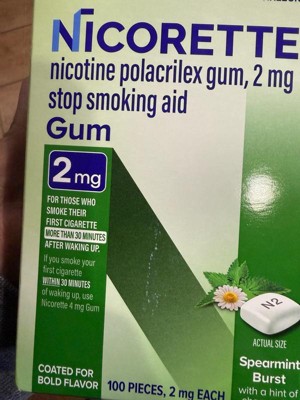 NICORETTE
nicotine polacrilex gum, 2 mg
stop smoking aid
Gum
2 mg
FOR THOSE WHO
SMOKE THEIR
FIRST CIGARETTE
MORE THAN 30 MINUTES
AFTER WAKING UP.
If you smoke your
first cigarette
WITHIN 30 MINUTES
of waking up, use
Nicorette 4 mg Gum
N2
ACTUAL SIZE
Spearmint
Burst
with a hint of
COATED FOR
BOLD FLAVOR
100 PIECES, 2 mg EACH